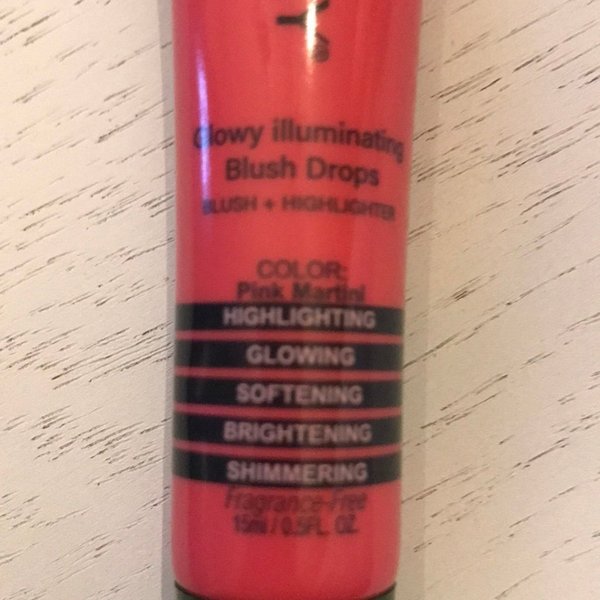 Y
Glowy illuminating
Blush Drops
BLUSH + HIGHLIGHTER
COLOR:
Pink Martini
HIGHLIGHTING
GLOWING
SOFTENING
BRIGHTENING
SHIMMERING
Fragrance-Free
15ml / 0.5FL. OZ.